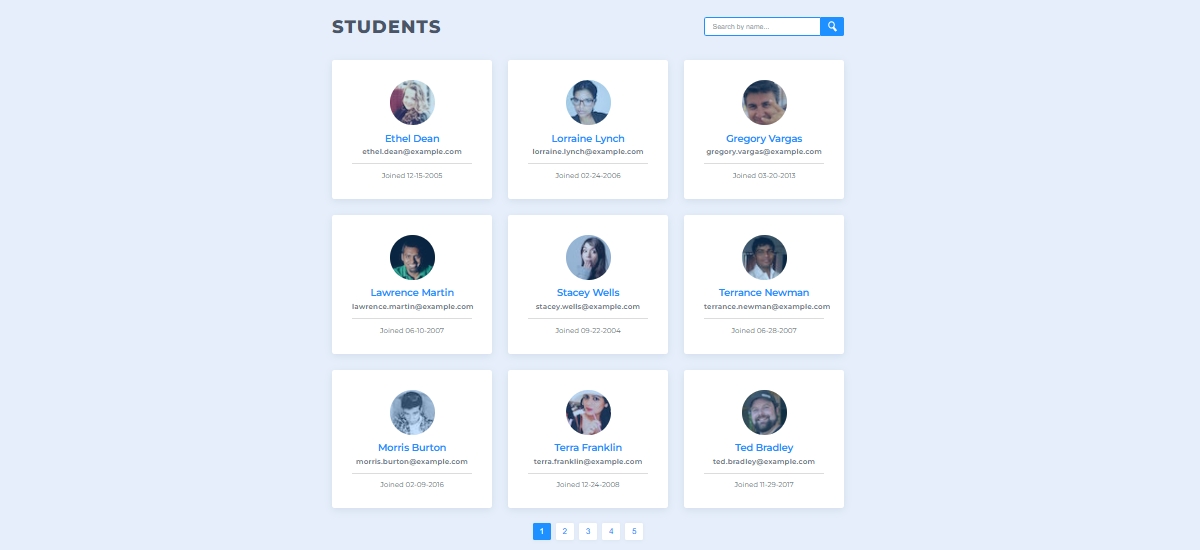 STUDENTS
Search by name...
Ethel Dean
ethel.dean@example.com
Joined 12-15-2005
Lorraine Lynch
lorraine.lynch@example.com
Joined 02-24-2006
Gregory Vargas
gregory.vargas@example.com
Joined 03-20-2013
Lawrence Martin
lawrence.martin@example.com
Joined 06-10-2007
Stacey Wells
stacey.wells@example.com
Joined 09-22-2004
Terrance Newman
terrance.newman@example.com
Joined 06-28-2007
Morris Burton
morris.burton@example.com
Joined 02-09-2016
Terra Franklin
terra.franklin@example.com
Joined 12-24-2008
Ted Bradley
ted.bradley@example.com
Joined 11-29-2017
1 2 3 4 5